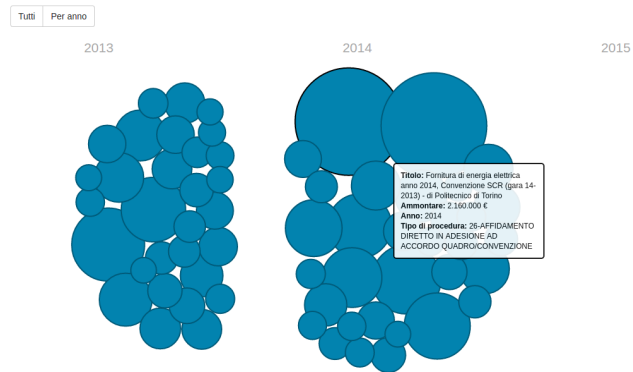 Tutti Per anno
2013 2014 2015
Titolo: Fornitura di energia elettrica
anno 2014, Convenzione SCR (gara 14-
2013) - di Politecnico di Torino
Ammontare: 2.160.000 €
Anno: 2014
Tipo di procedura: 26-AFFIDAMENTO
DIRETTO IN ADESIONE AD
ACCORDO QUADRO/CONVENZIONE